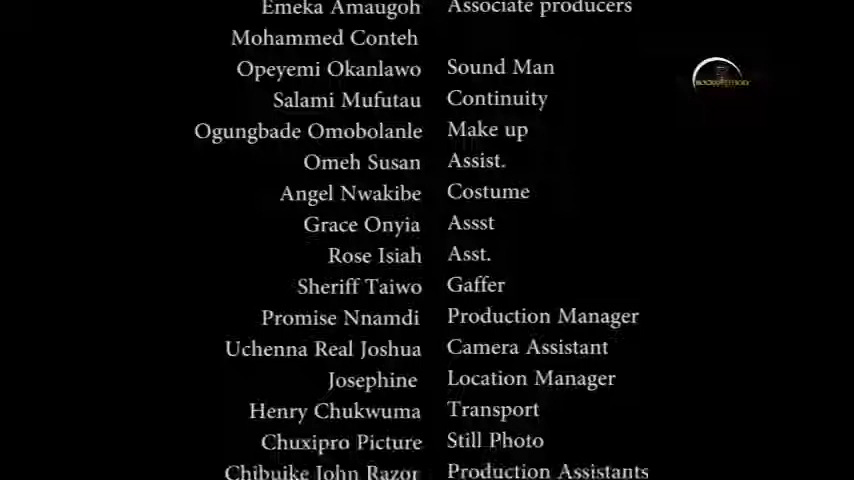 Emeka Amaugoh Associate producers
Mohammed Conteh
Opeyemi Okanlawo Sound Man
Salami Mufutau Continuity
Ogungbade Omobolanle Make up
Omeh Susan Assist.
Angel Nwakibe Costume
Grace Onyia Assst
Rose Isiah Asst.
Sheriff Taiwo Gaffer
Promise Nnamdi Production Manager
Uchenna Real Joshua Camera Assistant
Josephine Location Manager
Henry Chukwuma Transport
Chuxipro Picture Still Photo
Chibuike John Razor Production Assistants